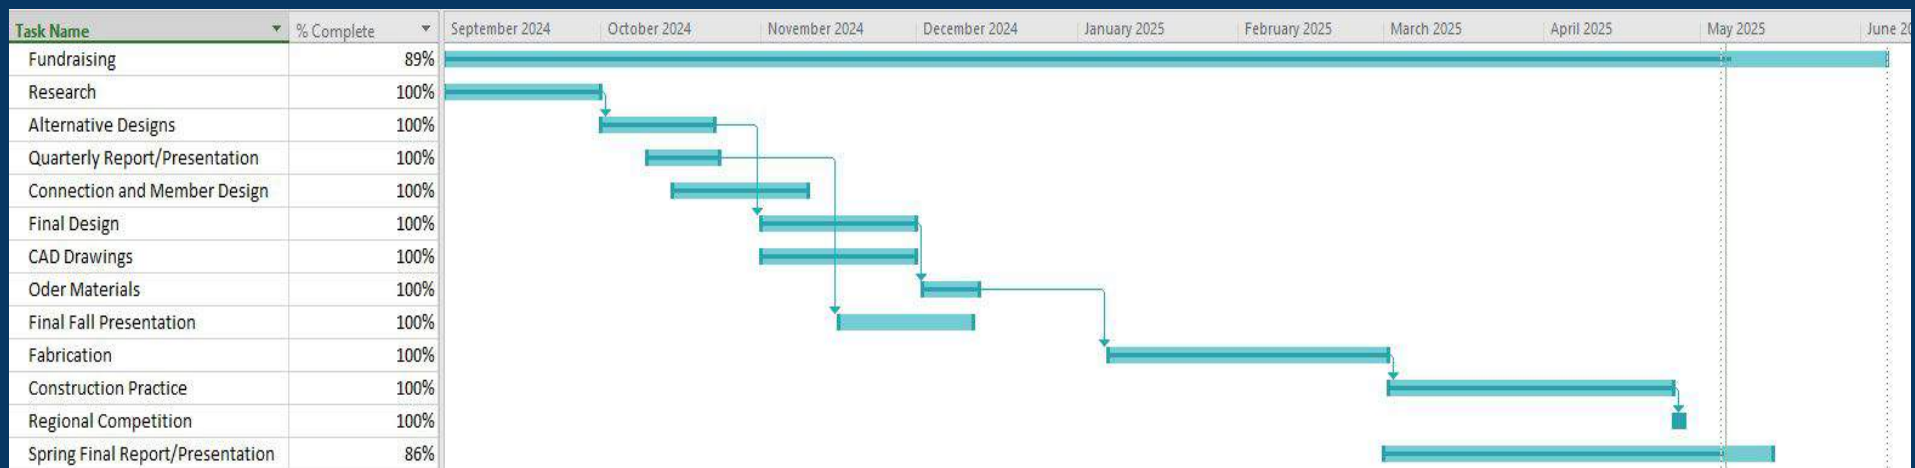 Task Name % Complete September 2024 October 2024 November 2024 December 2024 January 2025 February 2025 March 2025 April 2025 May 2025 June 20
Fundraising 89%
Research 100%
Alternative Designs 100%
Quarterly Report/Presentation 100%
Connection and Member Design 100%
Final Design 100%
CAD Drawings 100%
Oder Materials 100%
Final Fall Presentation 100%
Fabrication 100%
Construction Practice 100%
Regional Competition 100%
Spring Final Report/Presentation 86%